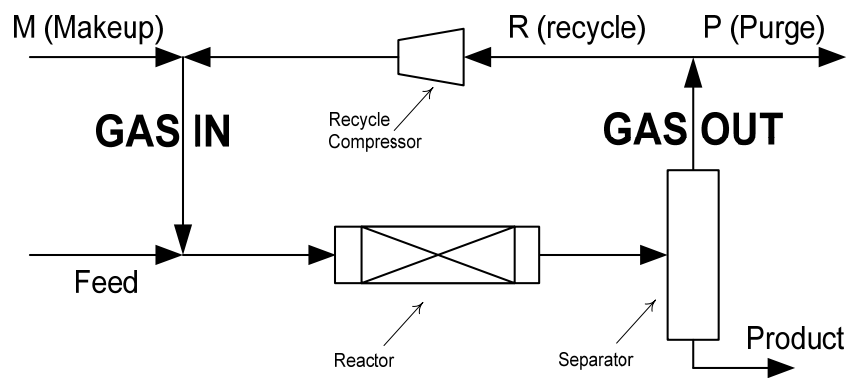 M (Makeup)
R (recycle)
P (Purge)
Recycle
Compressor
GAS IN
GAS OUT
Feed
Reactor
Separator
Product